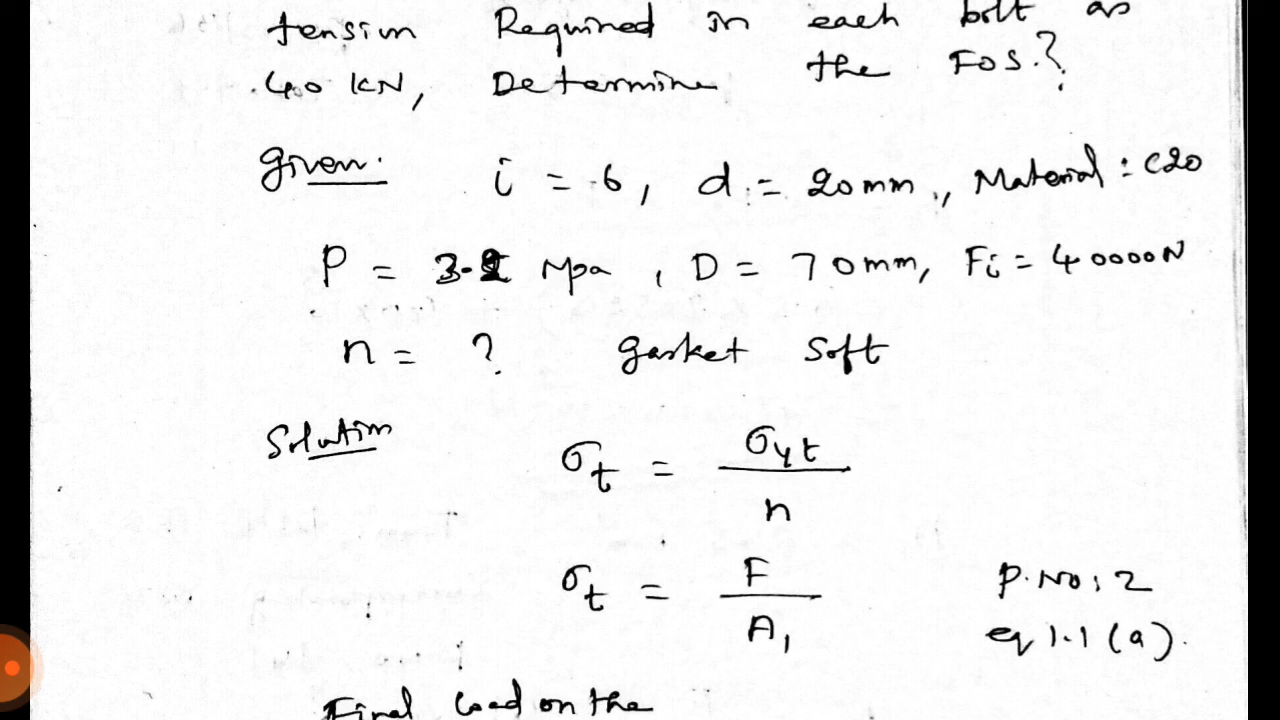 tension Required in each bolt as
40 kN, Determine the FOS.?
Given: i = 6, d = 20mm, Material: C20
P = Mpa, D = 70mm, Fi = 40000N
n = ? gasket soft
Solution
σt = σyt / n
σt = F / A1 P.No: 2
eq 1.1 (a).
Final load on the